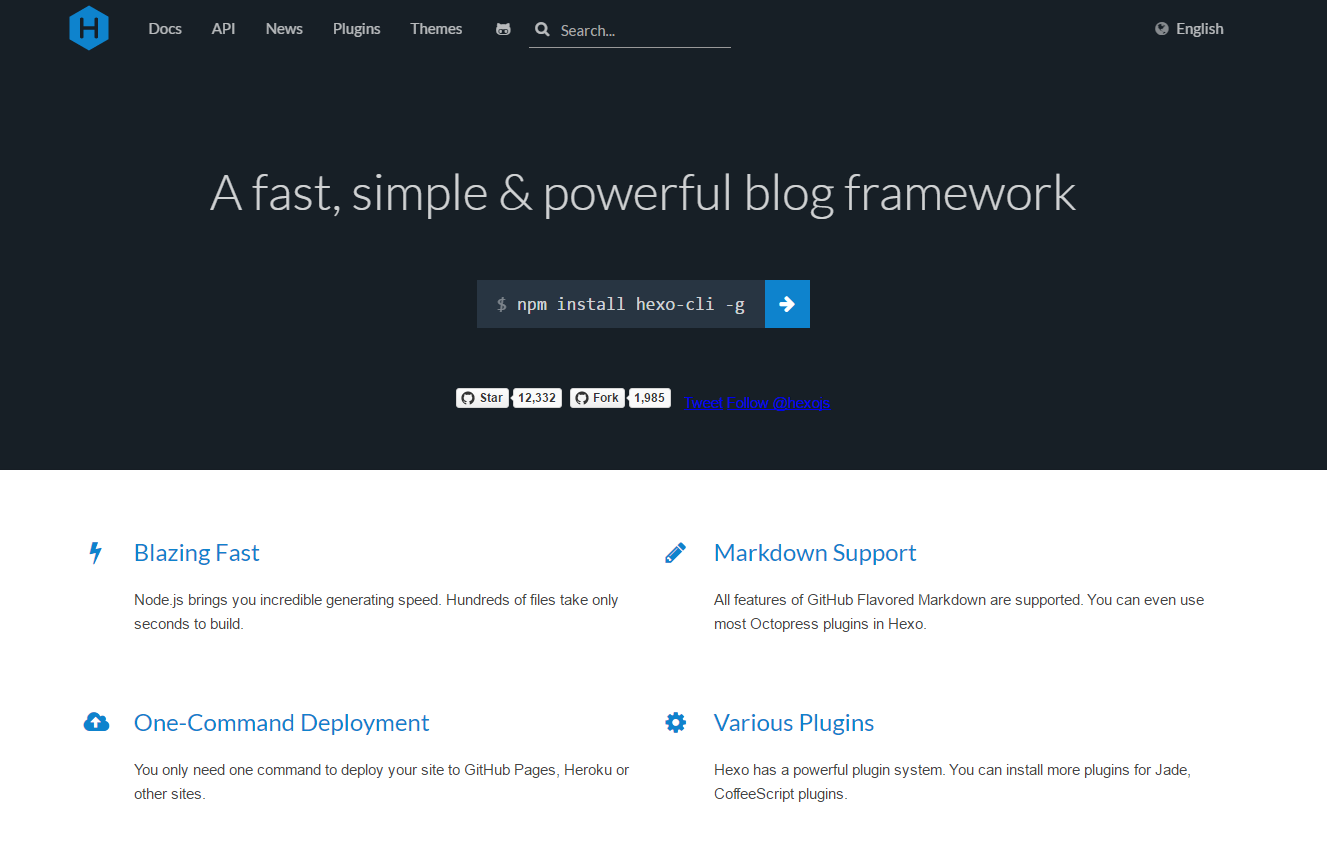 H Docs API News Plugins Themes Search... English
A fast, simple & powerful blog framework
$ npm install hexo-cli -g
Star 12,332 Fork 1,985 Tweet Follow @hexojs
Blazing Fast
Node.js brings you incredible generating speed. Hundreds of files take only
seconds to build.
Markdown Support
All features of GitHub Flavored Markdown are supported. You can even use
most Octopress plugins in Hexo.
One-Command Deployment
You only need one command to deploy your site to GitHub Pages, Heroku or
other sites.
Various Plugins
Hexo has a powerful plugin system. You can install more plugins for Jade,
CoffeeScript plugins.